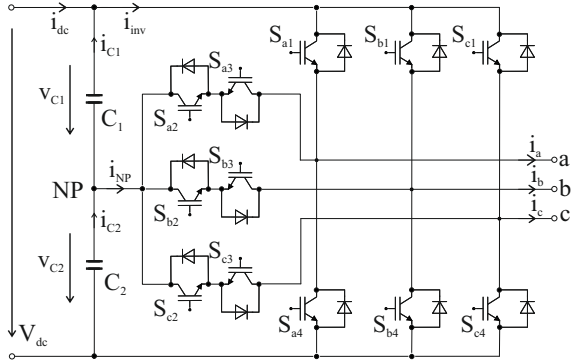 i_dc i_inv
i_C1
S_a1 S_b1 S_c1
S_a3
v_C1
C_1
S_a2
i_a a
S_b3
NP i_NP
i_b b
i_C2
S_b2
i_c c
S_c3
v_C2
C_2
S_c2
S_a4 S_b4 S_c4
V_dc